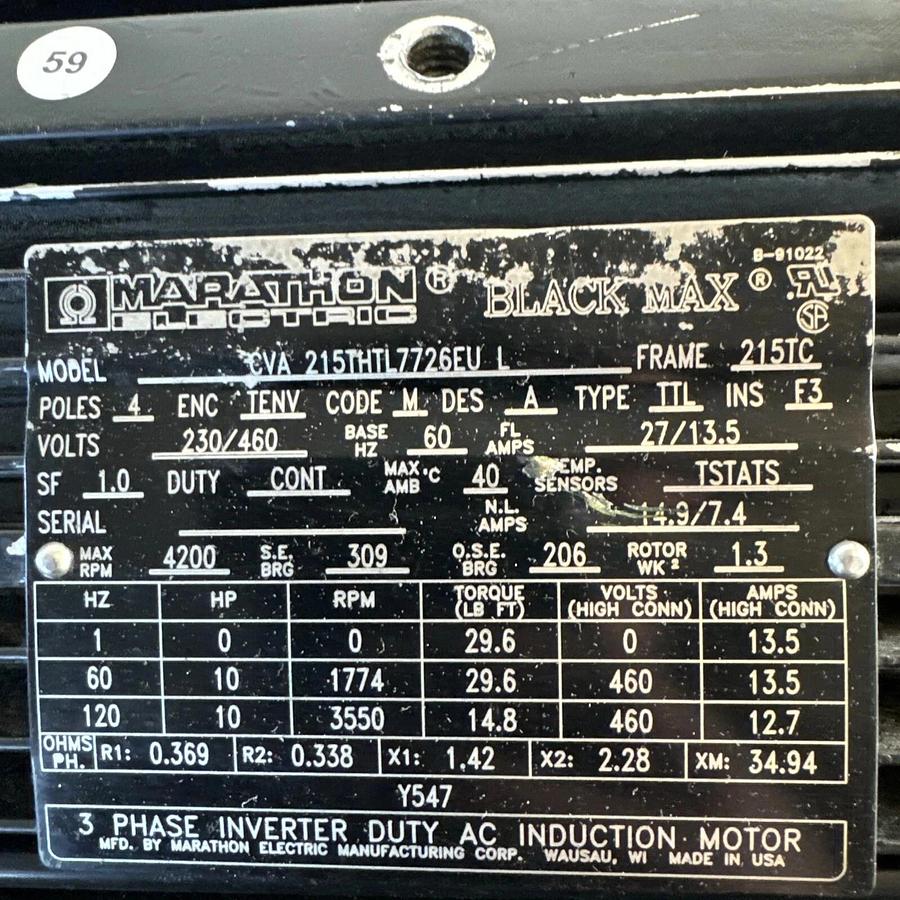 59
B-91022
MARATHON ® BLACK MAX ®
ELECTRIC
MODEL CVA 215THTL7726EU L FRAME 215TC
POLES 4 ENC TENV CODE M DES A TYPE TTL INS F3
VOLTS 230/460 BASE HZ 60 FL AMPS 27/13.5
SF 1.0 DUTY CONT MAX AMB °C 40 TEMP. SENSORS TSTATS
SERIAL N.L. AMPS 14.9/7.4
MAX RPM 4200 S.E. BRG 309 O.S.E. BRG 206 ROTOR WK² 1.3
HZ HP RPM TORQUE (LB FT) VOLTS (HIGH CONN) AMPS (HIGH CONN)
1 0 0 29.6 0 13.5
60 10 1774 29.6 460 13.5
120 10 3550 14.8 460 12.7
OHMS PH. R1: 0.369 R2: 0.338 X1: 1.42 X2: 2.28 XM: 34.94
Y547
3 PHASE INVERTER DUTY AC INDUCTION MOTOR
MFD. BY MARATHON ELECTRIC MANUFACTURING CORP. WAUSAU, WI MADE IN USA